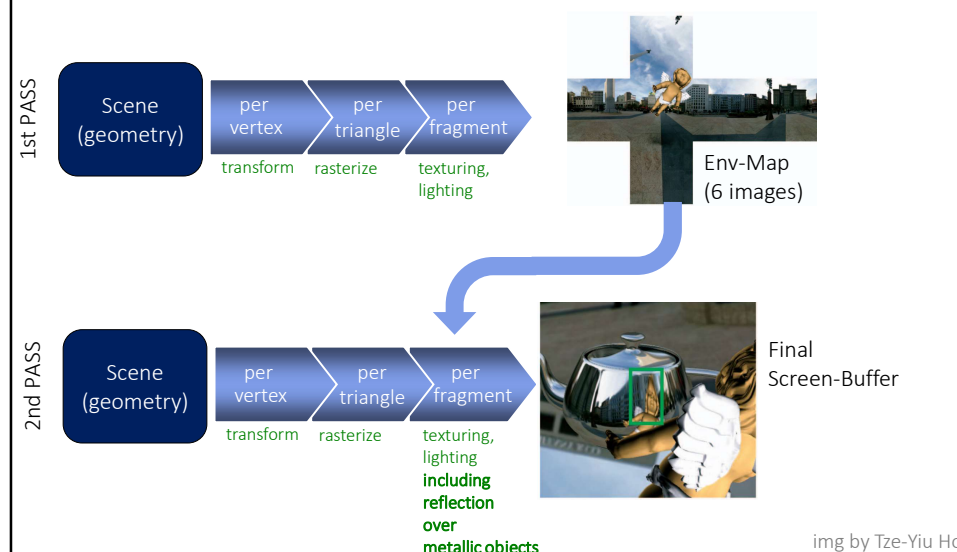 1st PASS
Scene
(geometry)
per
vertex
per
triangle
per
fragment
transform
rasterize
texturing,
lighting
Env-Map
(6 images)
2nd PASS
Scene
(geometry)
per
vertex
per
triangle
per
fragment
transform
rasterize
texturing,
lighting
including
reflection
over
metallic objects
Final
Screen-Buffer
img by Tze-Yiu Ho